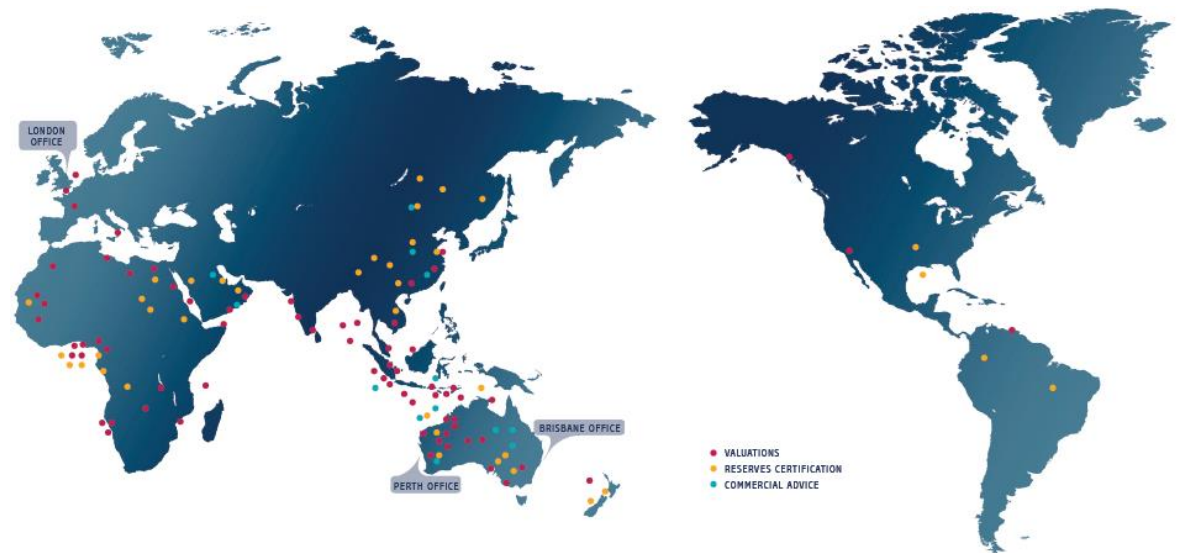 LONDON
OFFICE
BRISBANE OFFICE
PERTH OFFICE
VALUATIONS
RESERVES CERTIFICATION
COMMERCIAL ADVICE